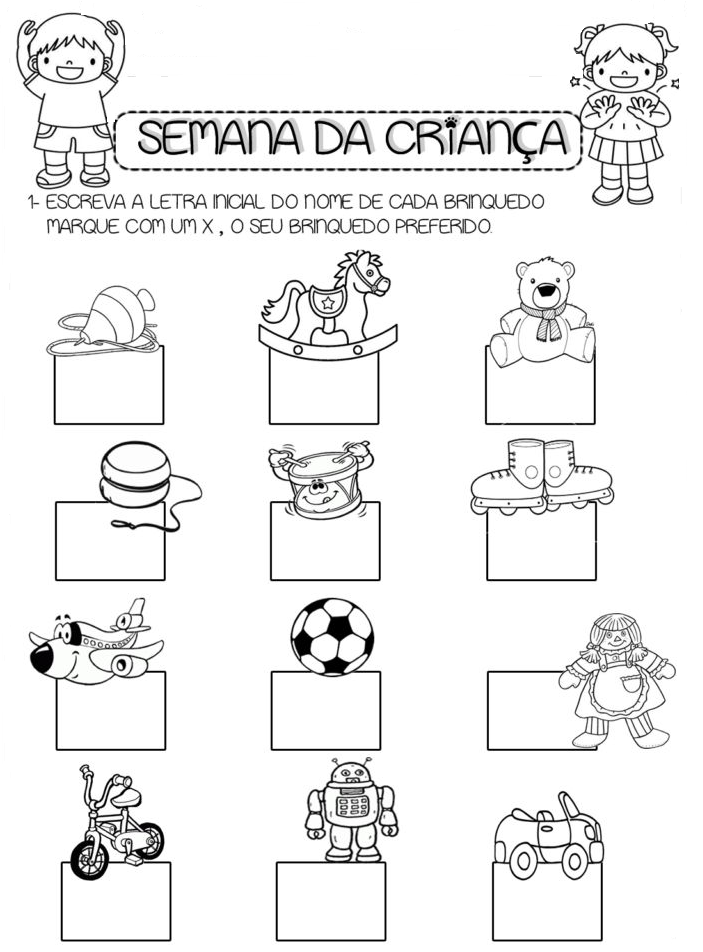 SEMANA DA CRIANÇA
1- ESCREVA A LETRA INICIAL DO NOME DE CADA BRINQUEDO
MARQUE COM UM X , O SEU BRINQUEDO PREFERIDO.